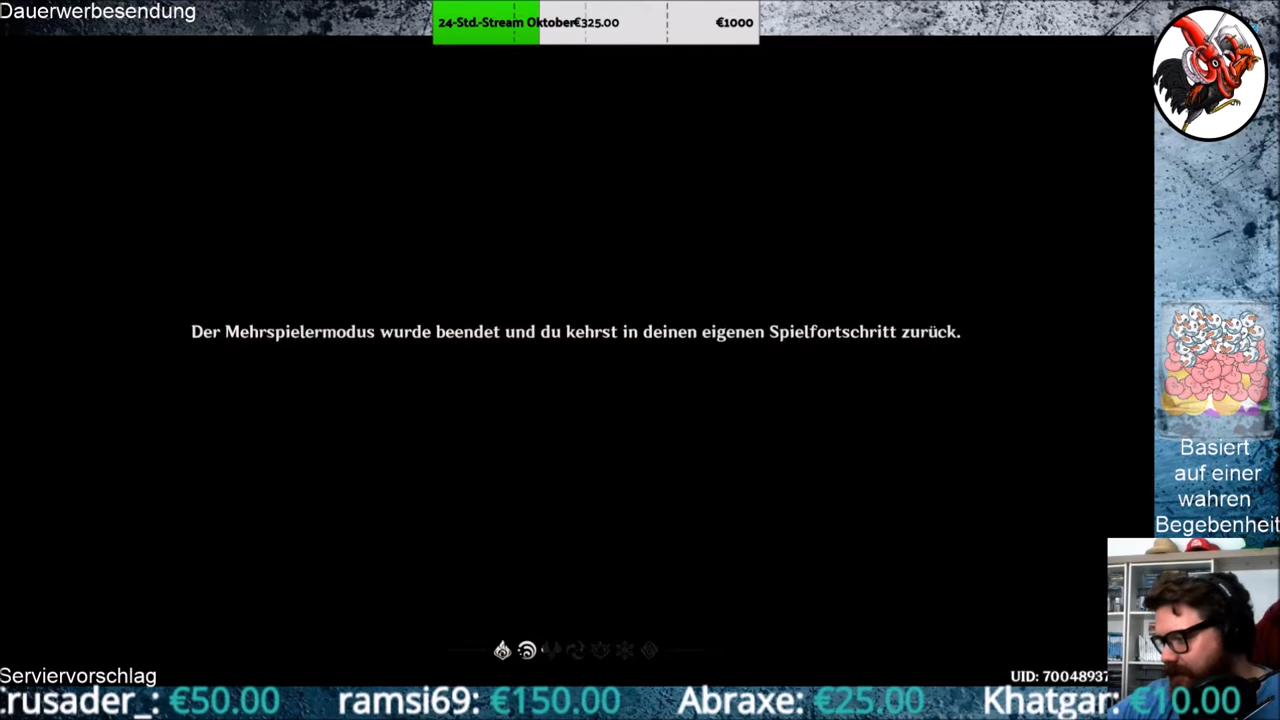 Dauerwerbesendung
24-Std.-Stream Oktober€325.00 €1000
Der Mehrspielermodus wurde beendet und du kehrst in deinen eigenen Spielfortschritt zurück.
Basiert
auf einer
wahren
Begebenheit
Serviervorschlag
UID: 70048937
rusader_: €50.00 ramsi69: €150.00 Abraxe: €25.00 Khatgar: €10.00